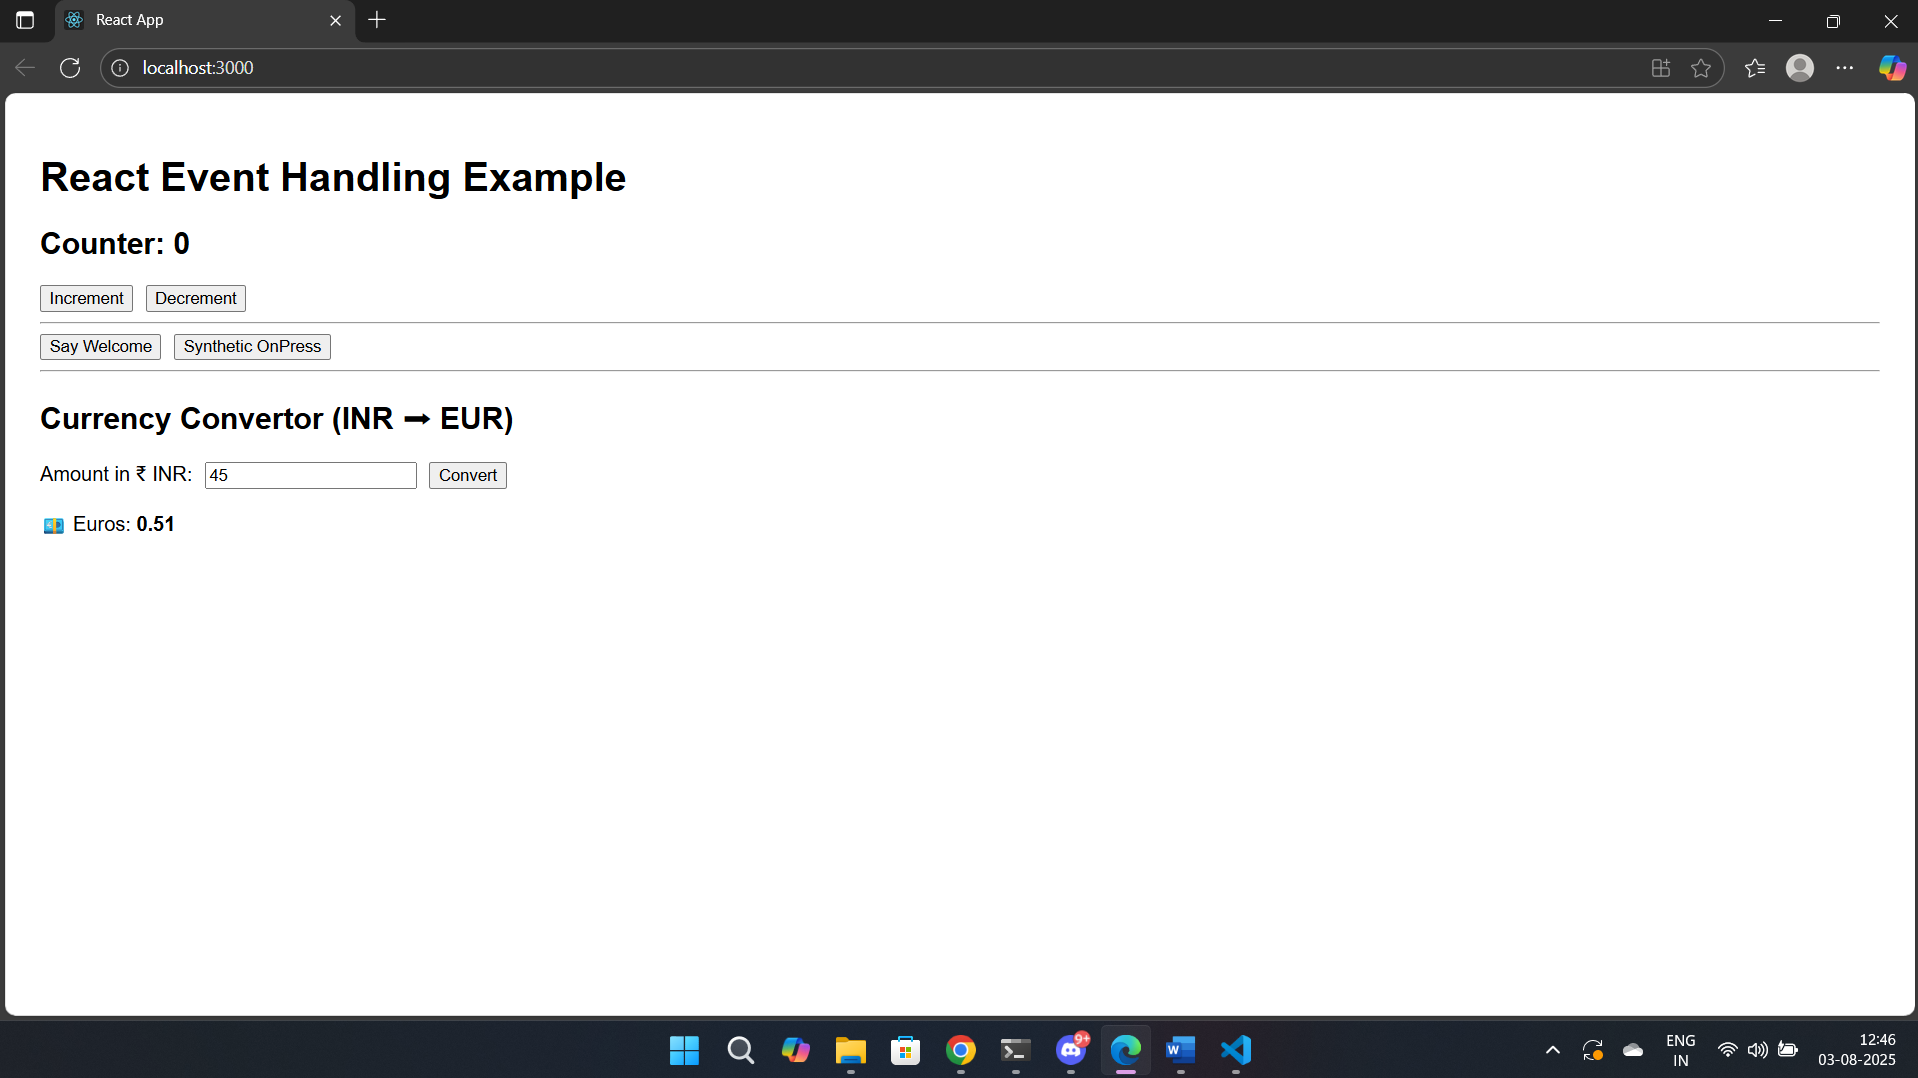 React App
localhost:3000
React Event Handling Example
Counter: 0
Increment Decrement
Say Welcome Synthetic OnPress
Currency Convertor (INR ➞ EUR)
Amount in ₹ INR: 45 Convert
💶 Euros: 0.51
9+
ENG
IN
12:46
03-08-2025